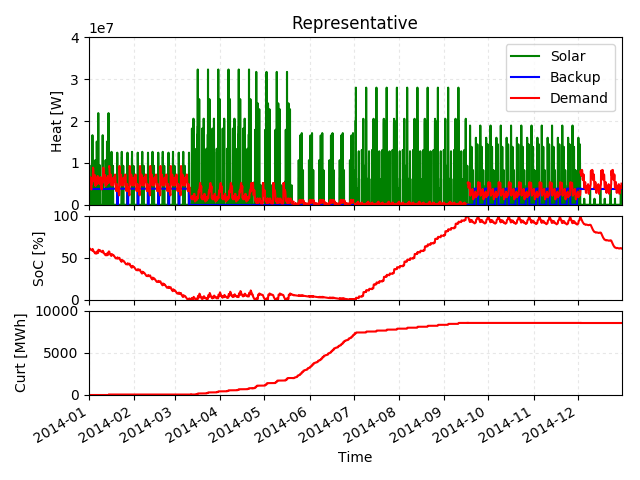 Representative
1e7
4
3
2
1
0
Heat [W]
Solar
Backup
Demand
100
50
0
SoC [%]
10000
5000
0
Curt [MWh]
2014-01
2014-02
2014-03
2014-04
2014-05
2014-06
2014-07
2014-08
2014-09
2014-10
2014-11
2014-12
Time